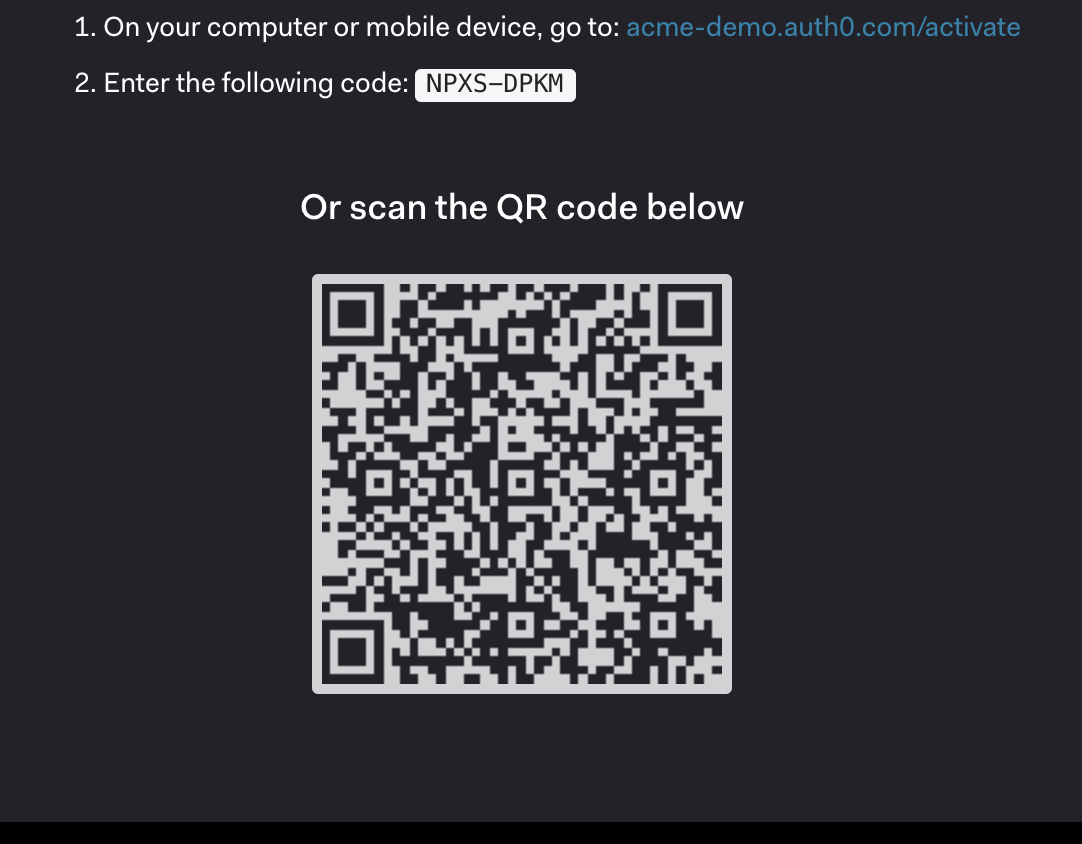 1. On your computer or mobile device, go to: acme-demo.auth0.com/activate
2. Enter the following code: NPXS-DPKM
Or scan the QR code below